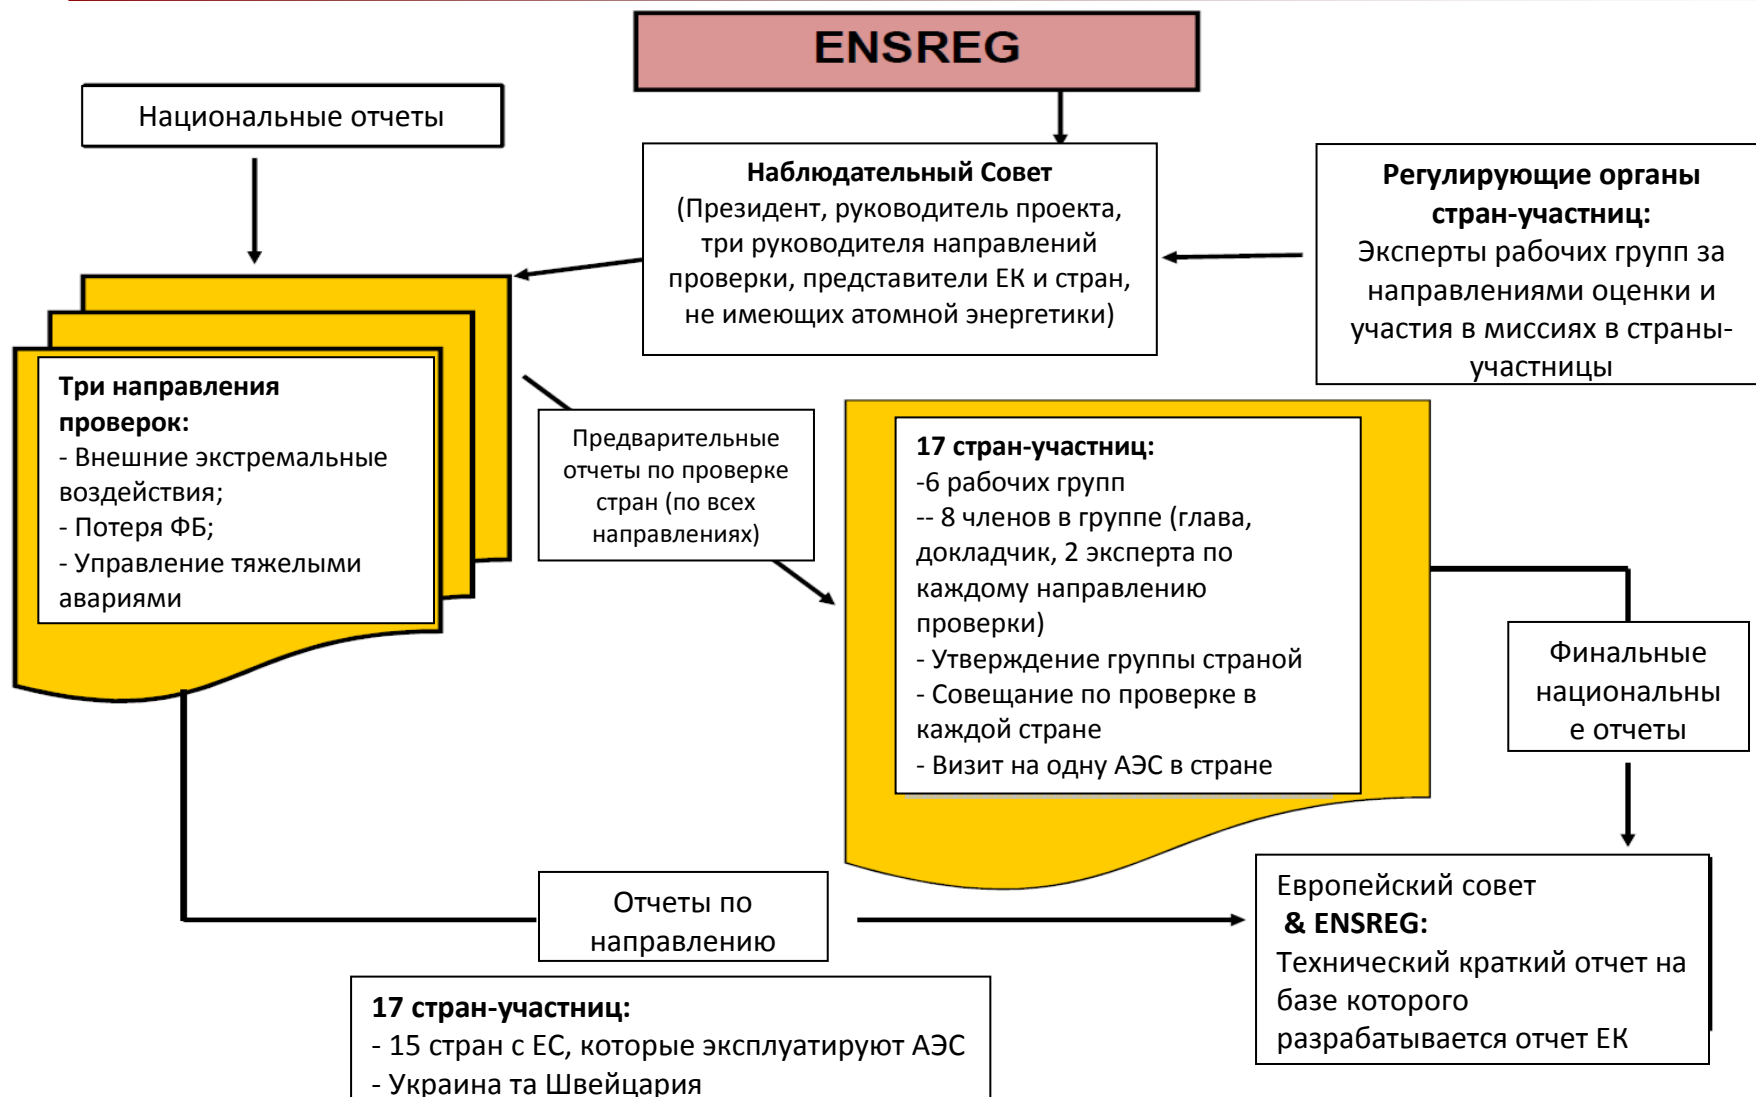 ENSREG
Национальные отчеты
Наблюдательный Совет
(Президент, руководитель проекта,
три руководителя направлений
проверки, представители ЕК и стран,
не имеющих атомной энергетики)
Регулирующие органы
стран-участниц:
Эксперты рабочих групп за
направлениями оценки и
участия в миссиях в страны-
участницы
Три направления
проверок:
- Внешние экстремальные
воздействия;
- Потеря ФБ;
- Управление тяжелыми
авариями
Предварительные
отчеты по проверке
стран (по всех
направлениях)
17 стран-участниц:
-6 рабочих групп
-- 8 членов в группе (глава,
докладчик, 2 эксперта по
каждому направлению
проверки)
- Утверждение группы страной
- Совещание по проверке в
каждой стране
- Визит на одну АЭС в стране
Финальные
национальны
е отчеты
Отчеты по
направлению
Европейский совет
& ENSREG:
Технический краткий отчет на
базе которого
разрабатывается отчет ЕК
17 стран-участниц:
- 15 стран с ЕС, которые эксплуатируют АЭС
- Украина та Швейцария